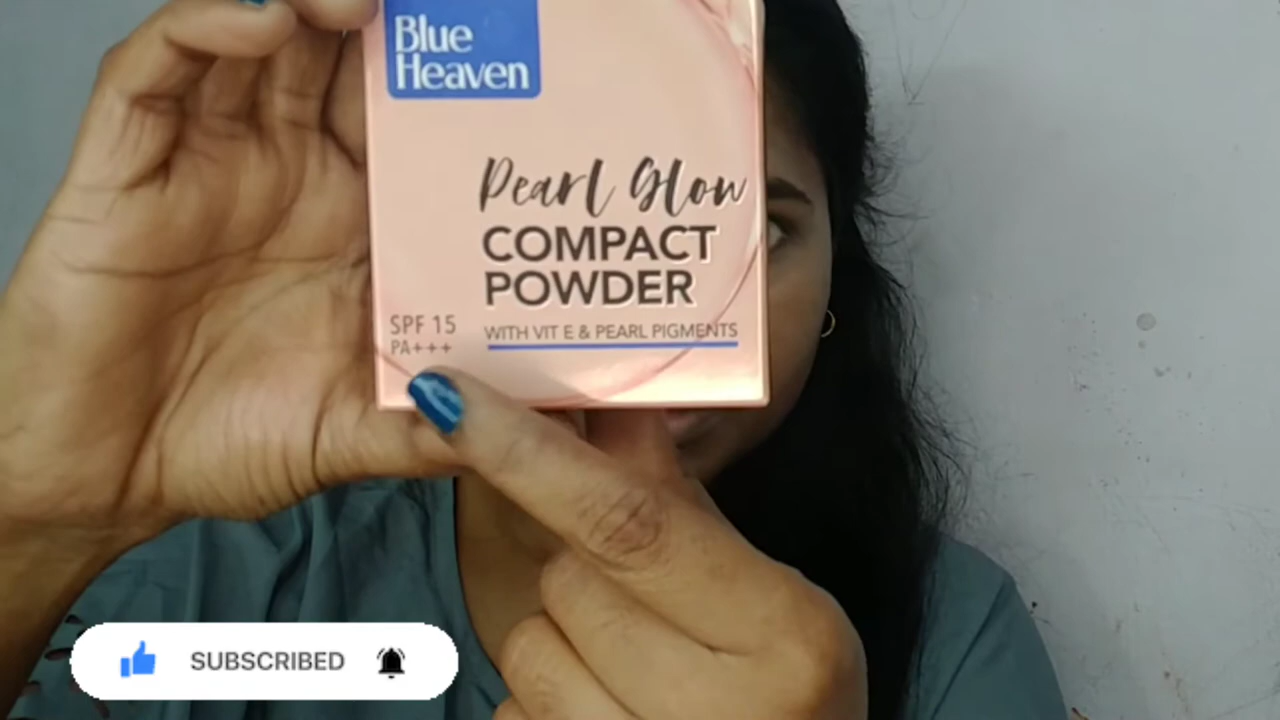 Blue
Heaven
Pearl Glow
COMPACT
POWDER
WITH VIT E & PEARL PIGMENTS
SPF 15
PA+++
SUBSCRIBED